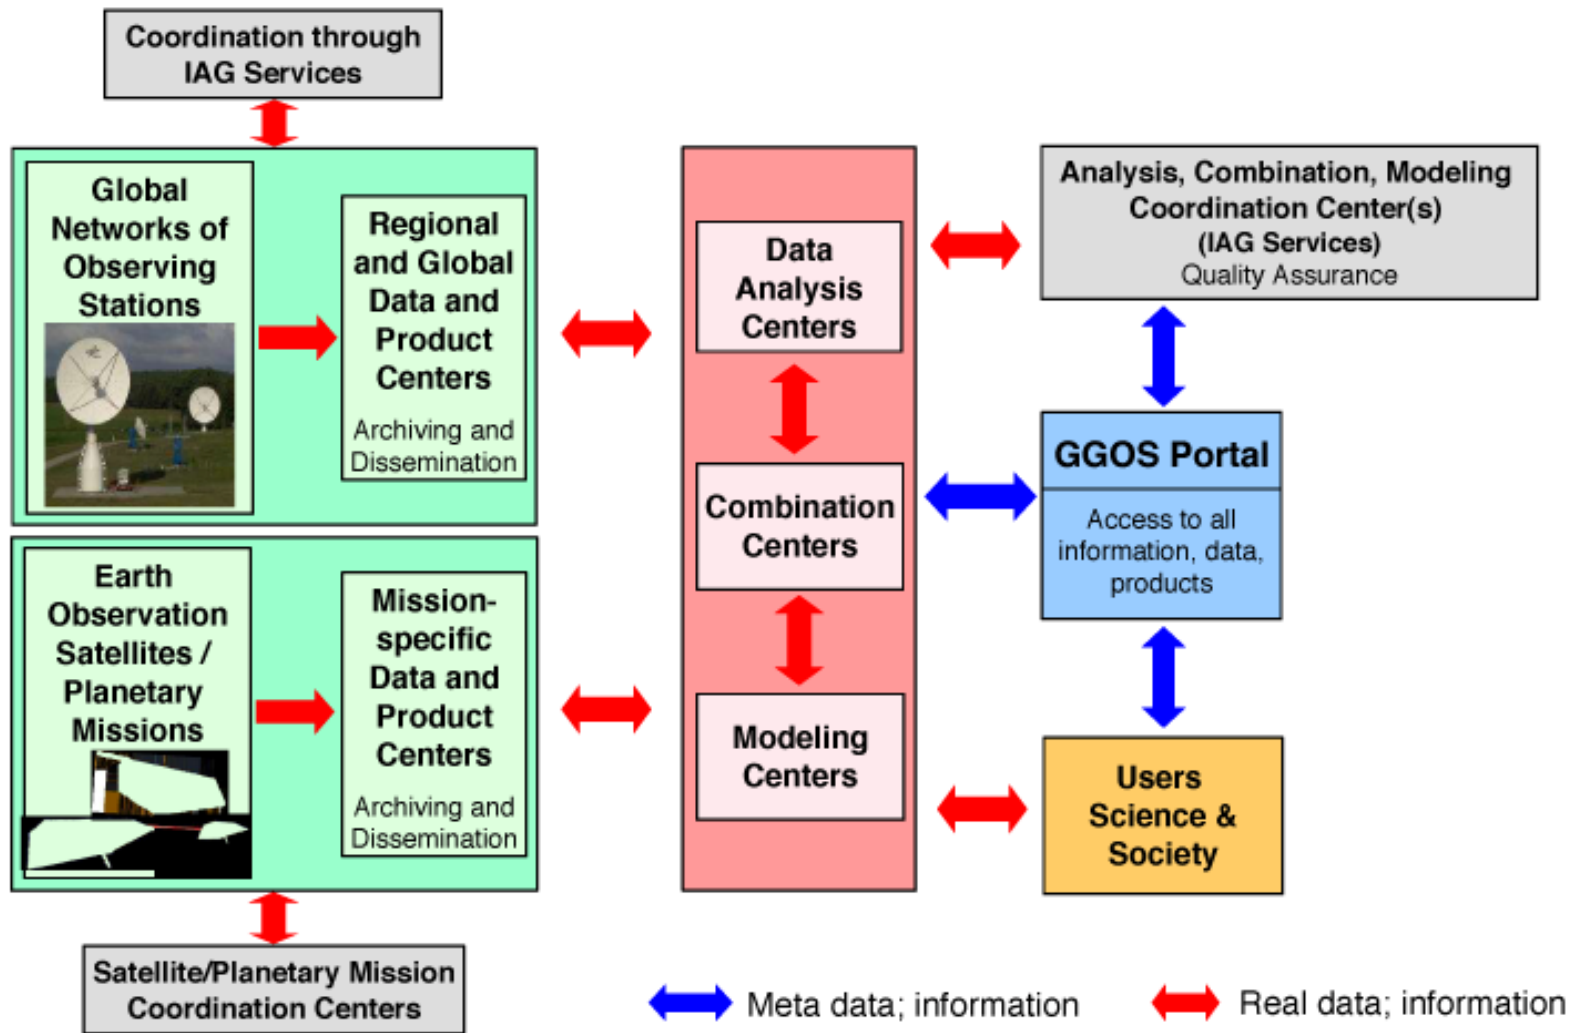 Coordination through
IAG Services
Global
Networks of
Observing
Stations
Regional
and Global
Data and
Product
Centers
Archiving and
Dissemination
Earth
Observation
Satellites /
Planetary
Missions
Mission-
specific
Data and
Product
Centers
Archiving and
Dissemination
Satellite/Planetary Mission
Coordination Centers
Data
Analysis
Centers
Combination
Centers
Modeling
Centers
Analysis, Combination, Modeling
Coordination Center(s)
(IAG Services)
Quality Assurance
GGOS Portal
Access to all
information, data,
products
Users
Science &
Society
Meta data; information
Real data; information